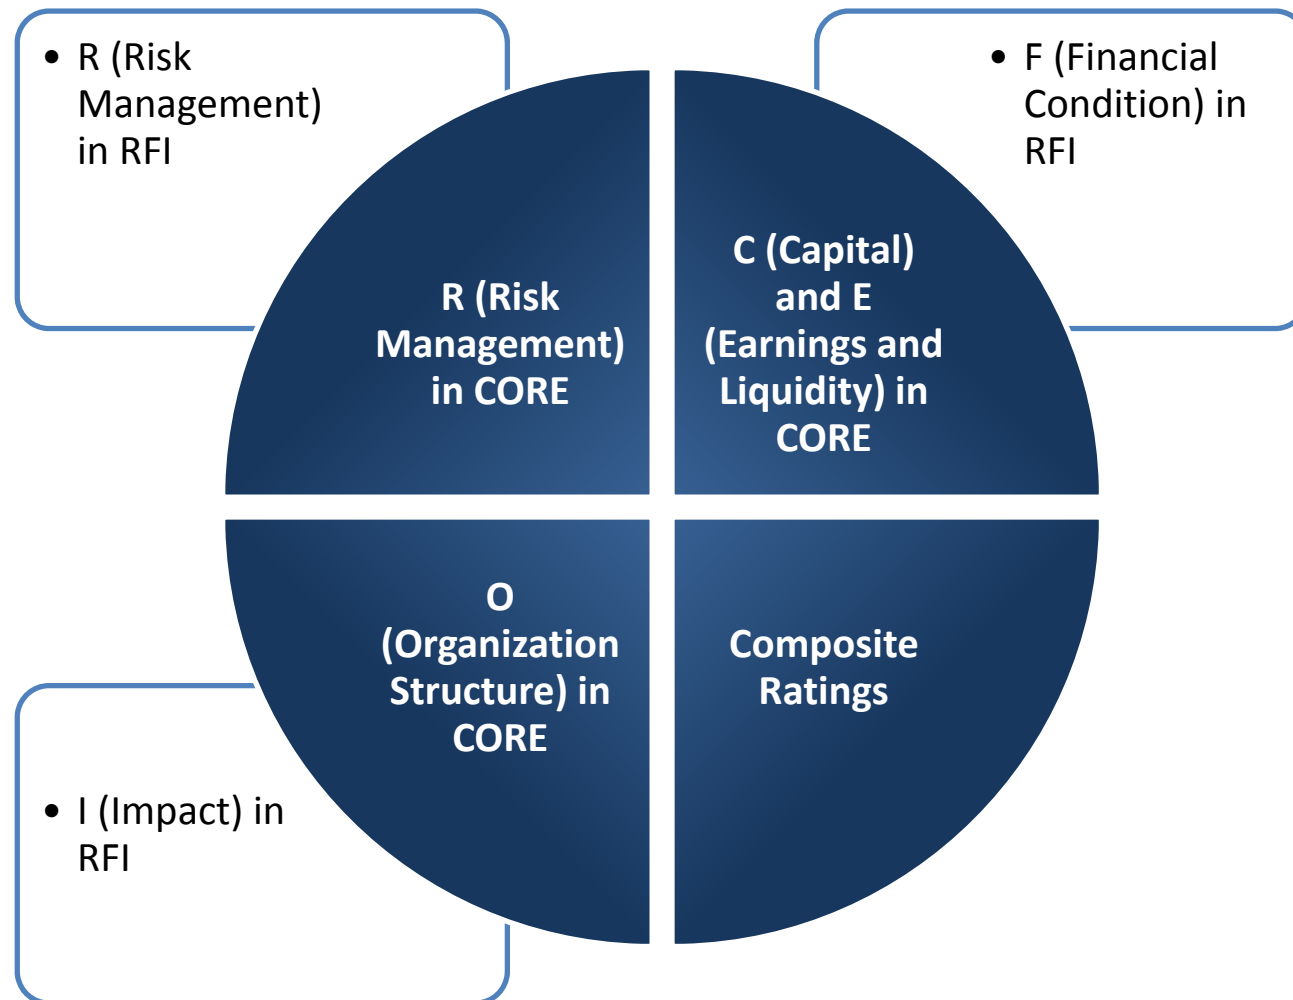 • R (Risk
Management)
in RFI
• F (Financial
Condition) in
RFI
R (Risk
Management)
in CORE
C (Capital)
and E
(Earnings and
Liquidity) in
CORE
O
(Organization
Structure) in
CORE
Composite
Ratings
• I (Impact) in
RFI